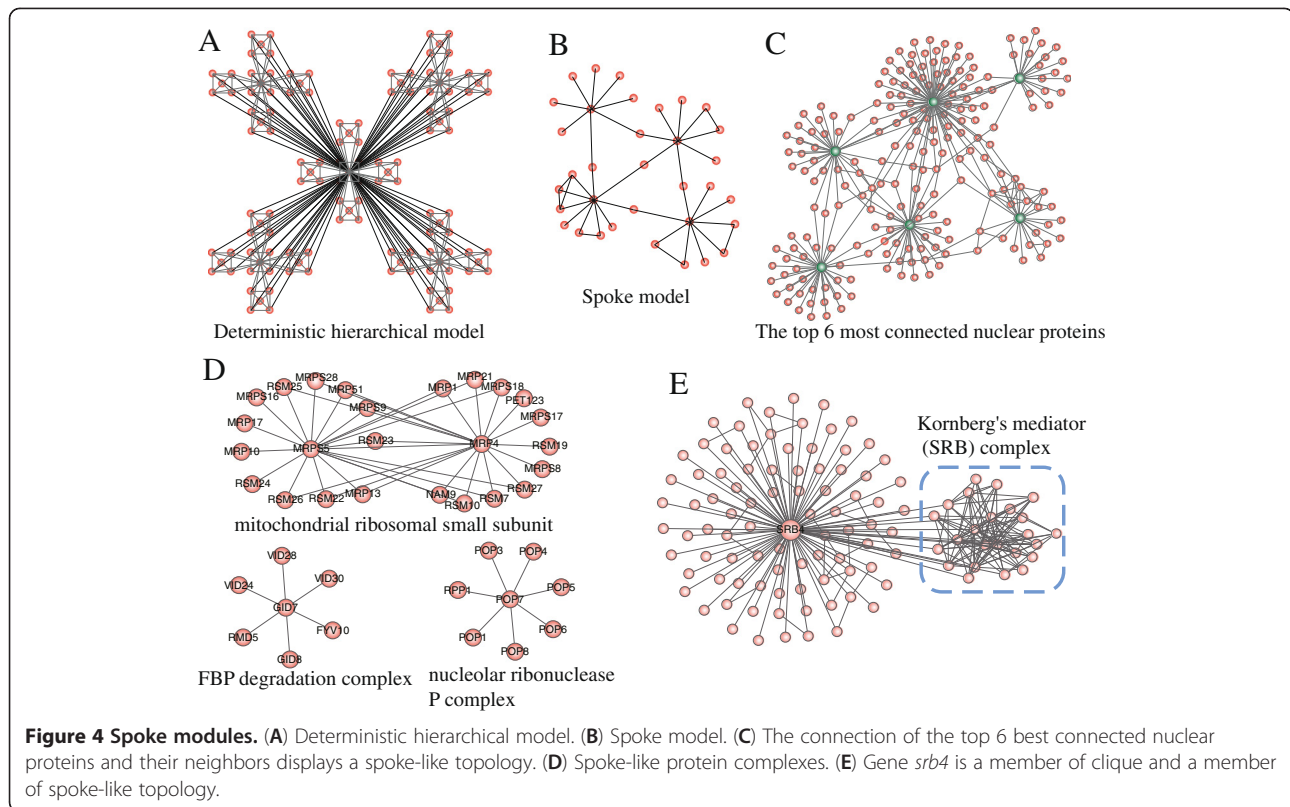 A
B
C
Deterministic hierarchical model
Spoke model
The top 6 most connected nuclear proteins
D
MRPS28
MRP21
RSM25
MRP51
MRP1
MRPS18
MRPS16
MRPS9
PET123
MRP17
MRPS17
RSM23
MRP10
MRPS5
MRP4
RSM19
MRPS8
RSM24
RSM26
RSM22
MRP13
NAM9
RSM10
RSM7
RSM27
mitochondrial ribosomal small subunit
VID28
VID24
VID30
GID7
RMD5
FYV10
GID8
FBP degradation complex
POP3
POP4
RPP1
POP7
POP5
POP1
POP6
POP8
nucleolar ribonuclease
P complex
E
Kornberg's mediator
(SRB) complex
SRB4
Figure 4 Spoke modules. (A) Deterministic hierarchical model. (B) Spoke model. (C) The connection of the top 6 best connected nuclear
proteins and their neighbors displays a spoke-like topology. (D) Spoke-like protein complexes. (E) Gene srb4 is a member of clique and a member
of spoke-like topology.